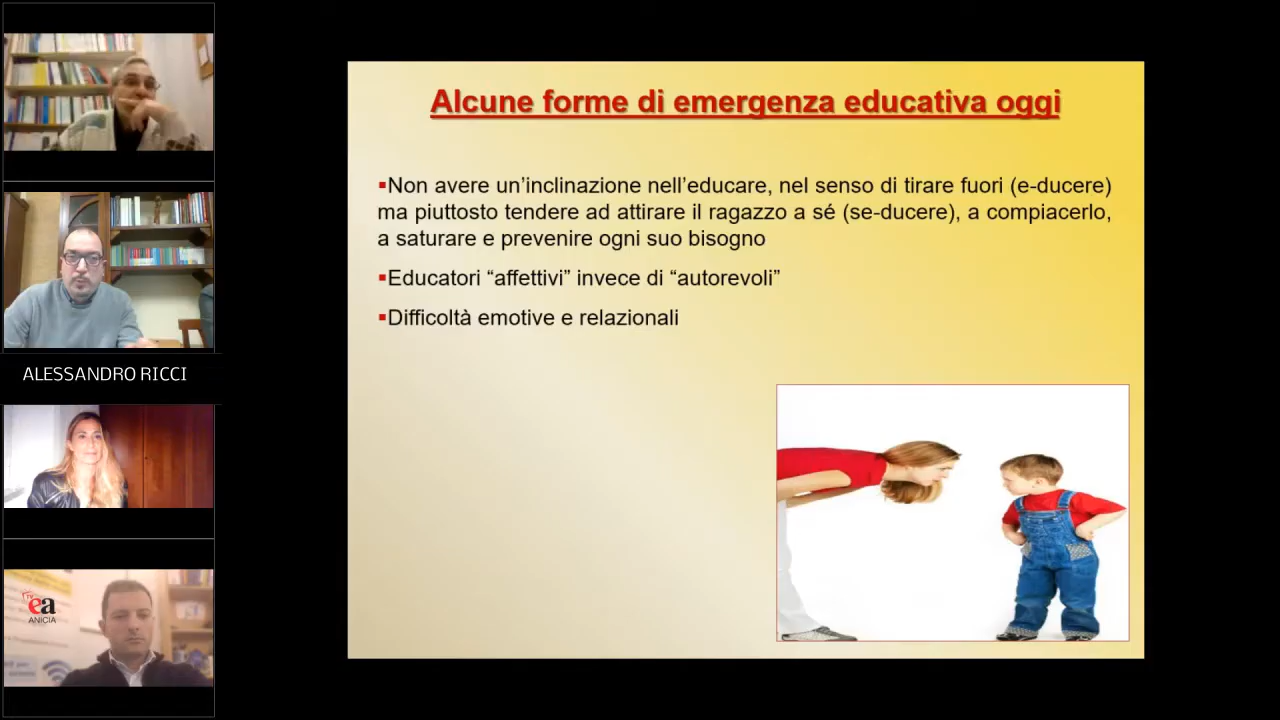 Alcune forme di emergenza educativa oggi
▪Non avere un’inclinazione nell’educare, nel senso di tirare fuori (e-ducere)
ma piuttosto tendere ad attirare il ragazzo a sé (se-ducere), a compiacerlo,
a saturare e prevenire ogni suo bisogno
▪Educatori “affettivi” invece di “autorevoli”
▪Difficoltà emotive e relazionali
ALESSANDRO RICCI
TV
ea
ANICIA